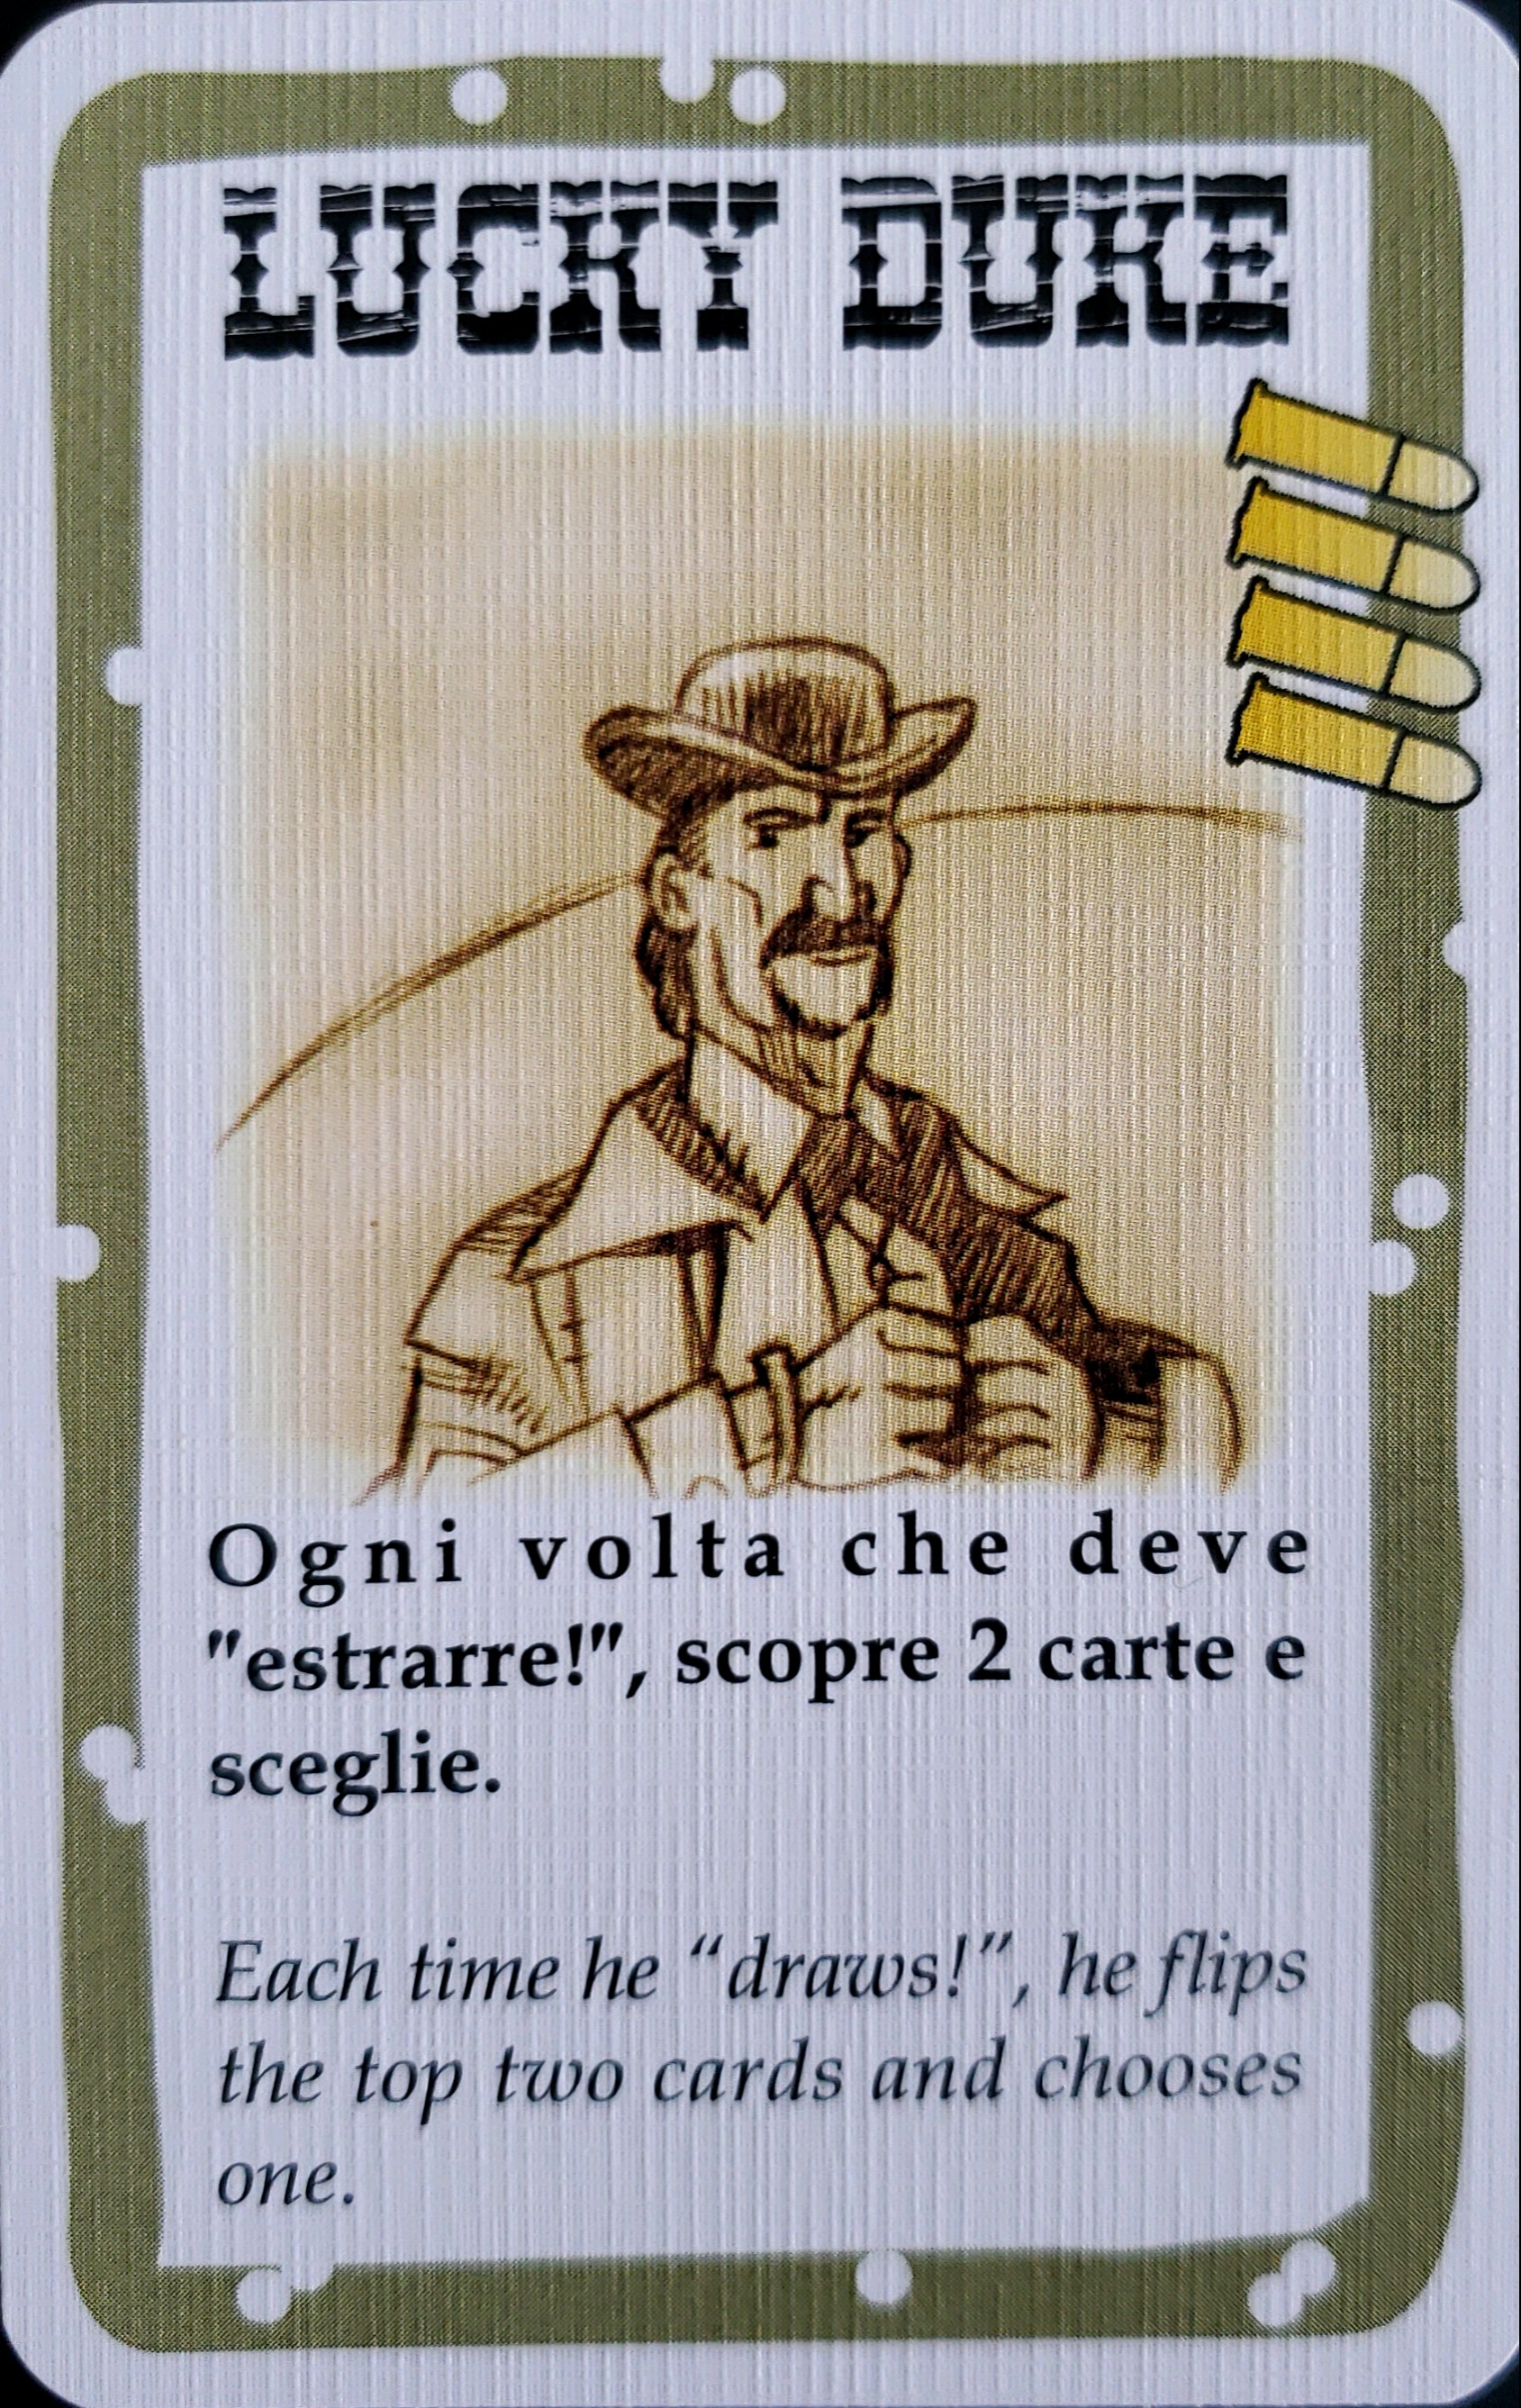 LUCKY DUKE
Ogni volta che deve
"estrarre!", scopre 2 carte e
sceglie.
Each time he “draws!”, he flips
the top two cards and chooses
one.